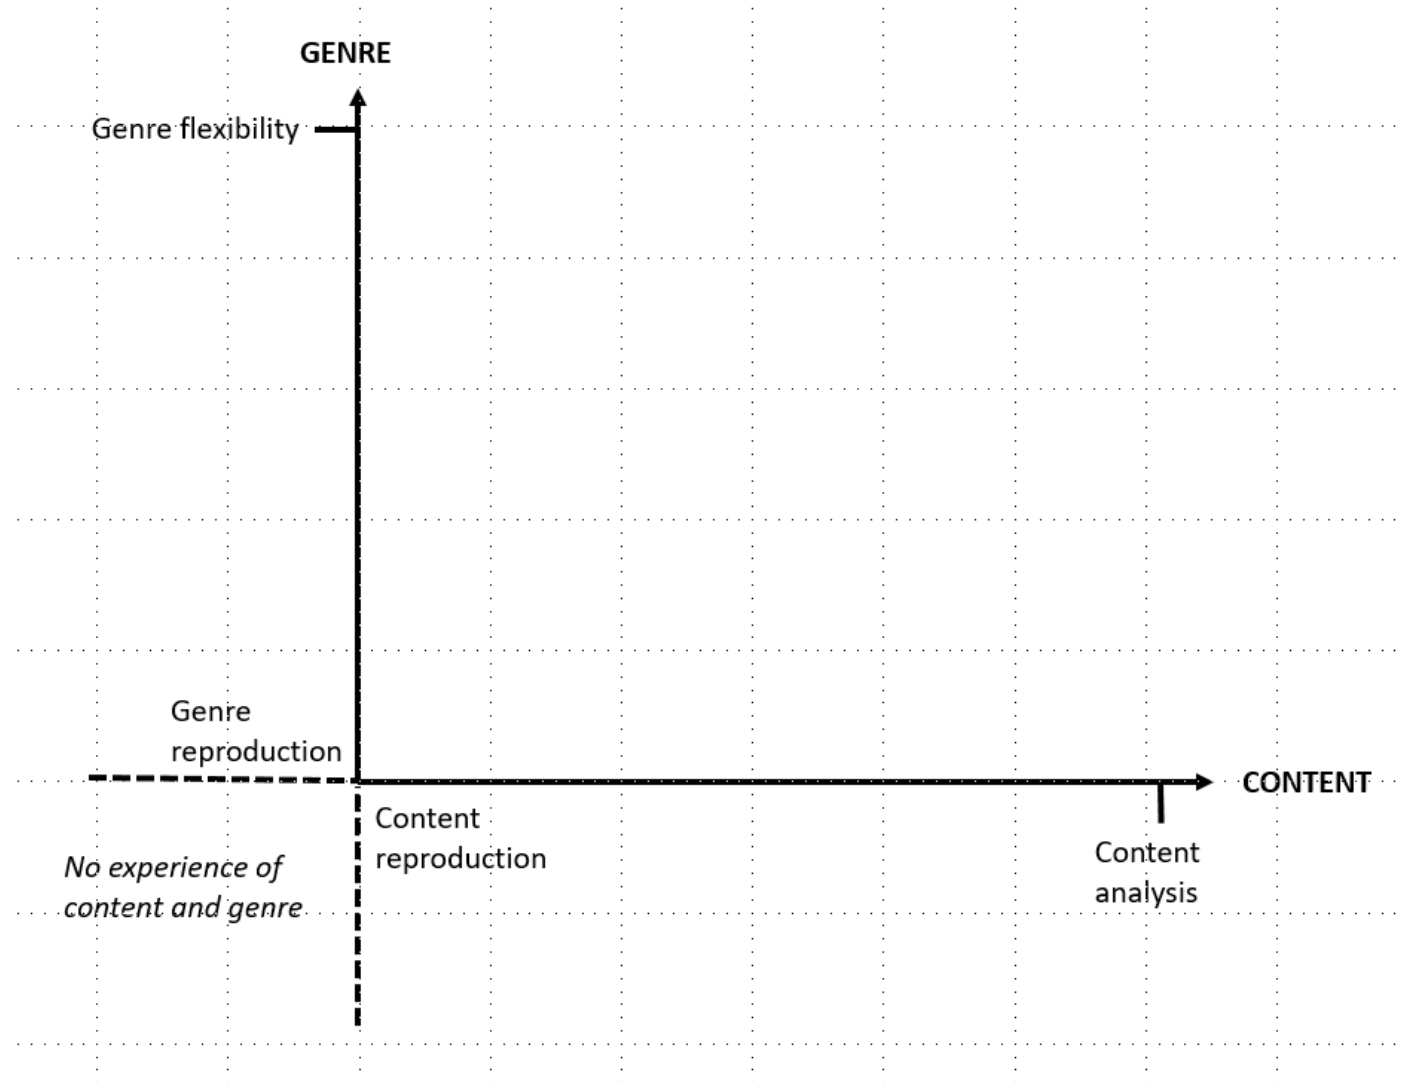 GENRE
Genre flexibility
Genre
reproduction
CONTENT
Content
reproduction
No experience of
content and genre
Content
analysis